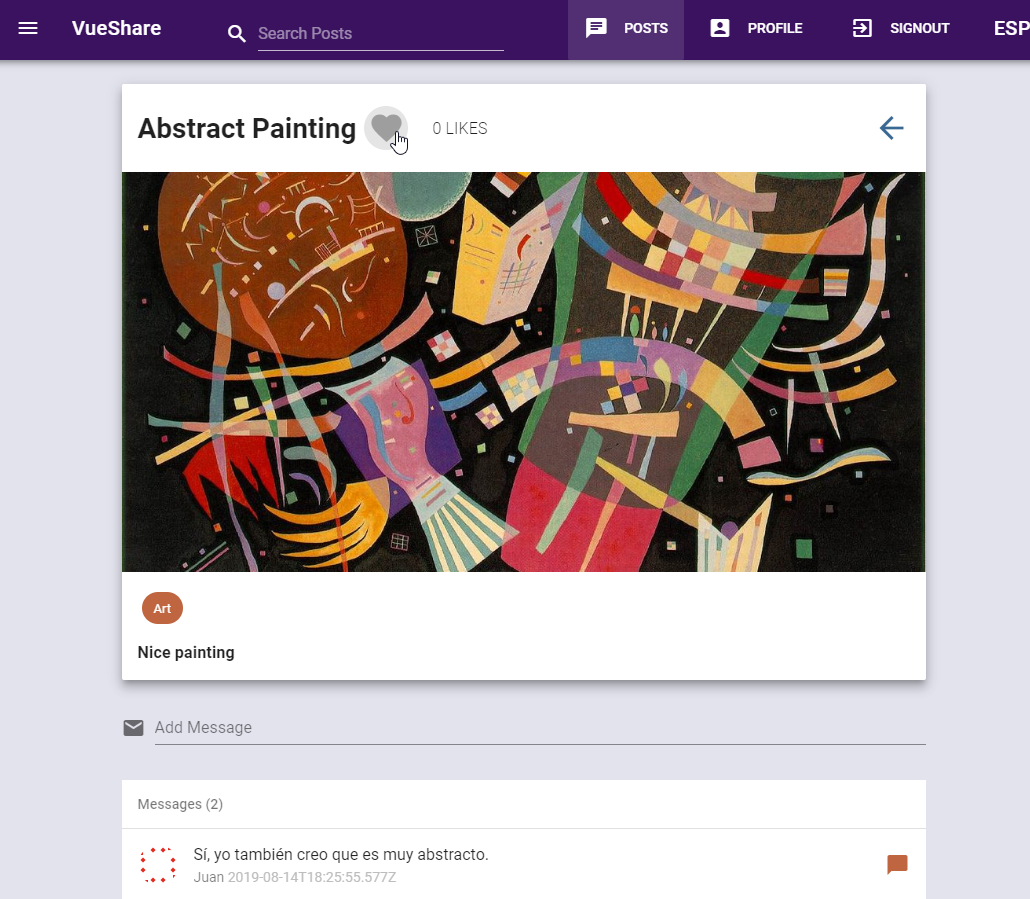 VueShare
Search Posts
POSTS
PROFILE
SIGNOUT
ESP
Abstract Painting
0 LIKES
Art
Nice painting
Add Message
Messages (2)
Sí, yo también creo que es muy abstracto.
Juan 2019-08-14T18:25:55.577Z